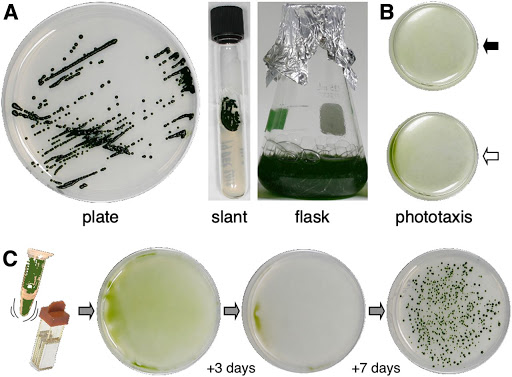 A
B
plate
slant
flask
phototaxis
C
+3 days
+7 days